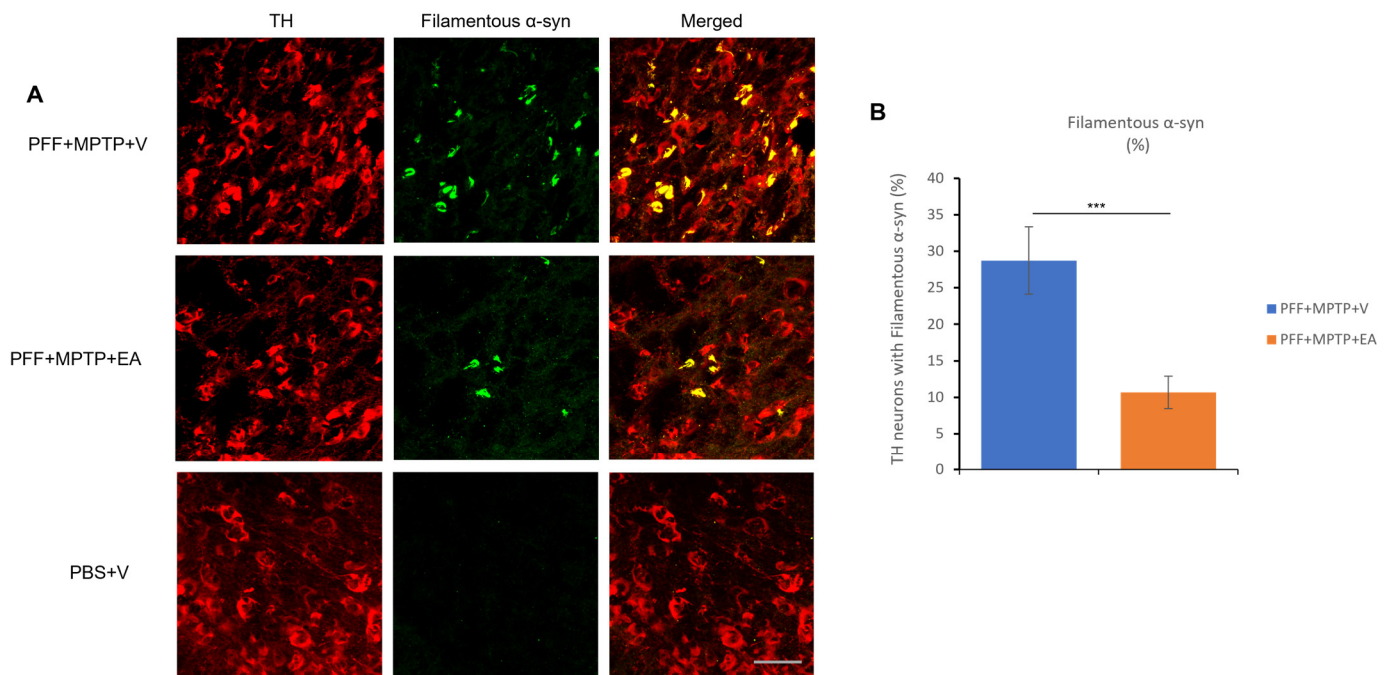 TH
Filamentous α-syn
Merged
A
PFF+MPTP+V
PFF+MPTP+EA
PBS+V
B
Filamentous α-syn
(%)
TH neurons with Filamentous α-syn (%)
40
35
30
25
20
15
10
5
0
***
PFF+MPTP+V
PFF+MPTP+EA